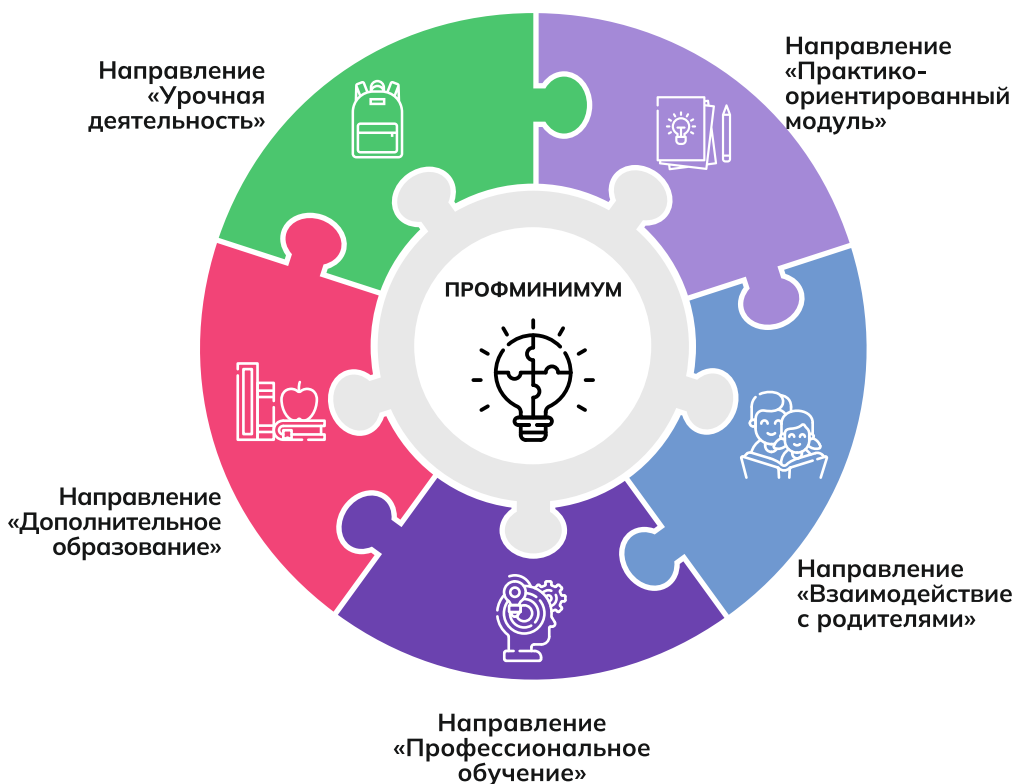 Направление
«Урочная
деятельность»
Направление
«Практико-
ориентированный
модуль»
ПРОФМИНИМУМ
Направление
«Дополнительное
образование»
Направление
«Взаимодействие
с родителями»
Направление
«Профессиональное
обучение»